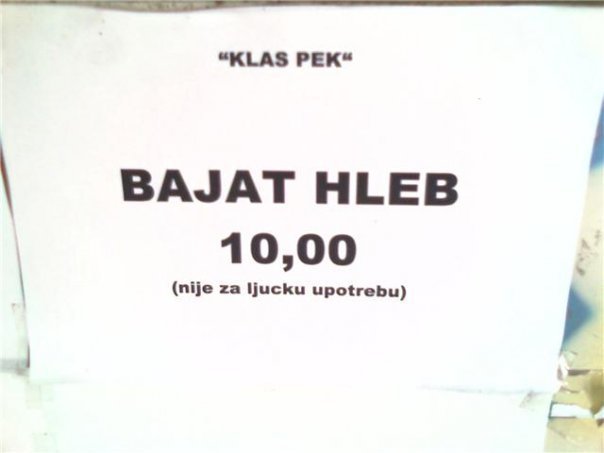 “KLAS PEK“
BAJAT HLEB
10,00
(nije za ljucku upotrebu)